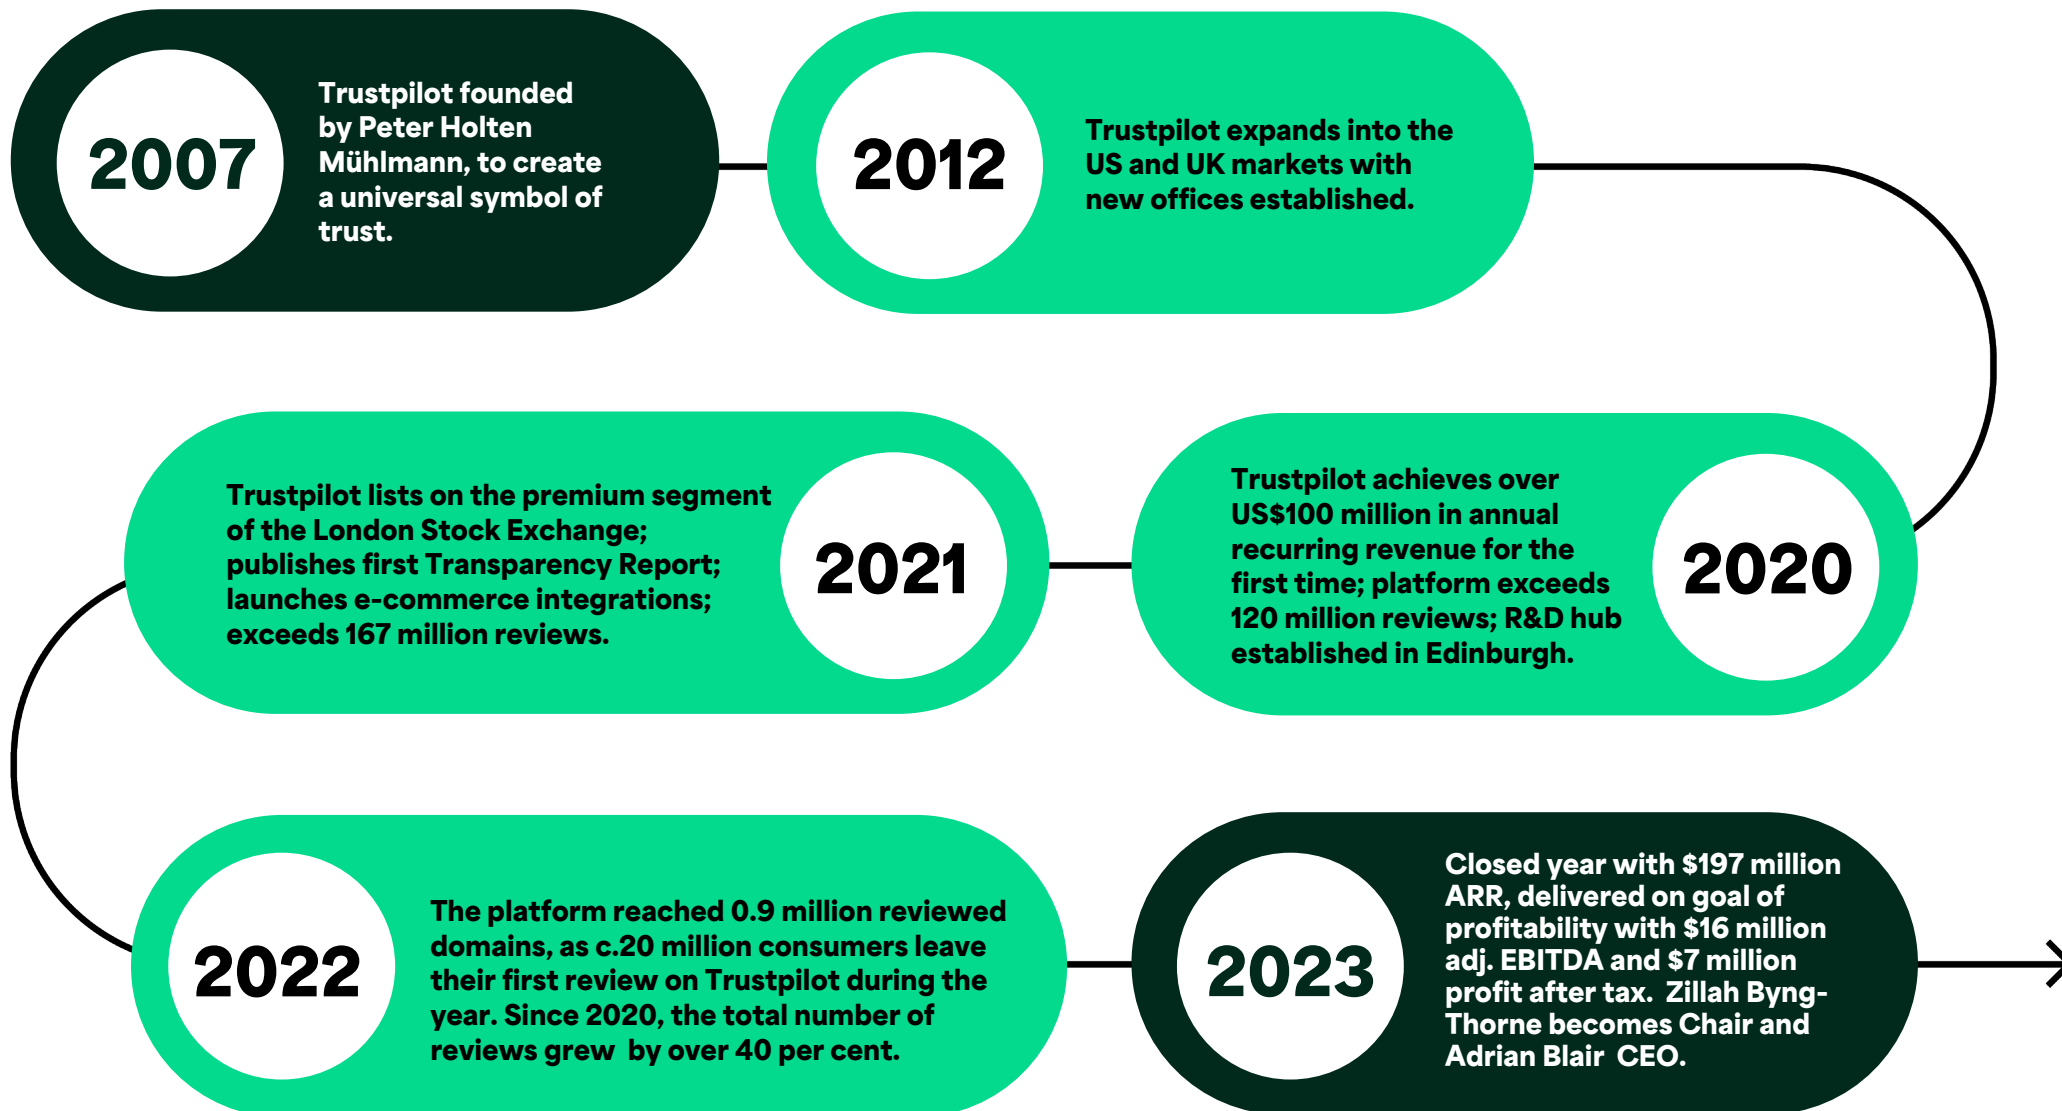 2007
Trustpilot founded
by Peter Holten
Mühlmann, to create
a universal symbol of
trust.
2012
Trustpilot expands into the
US and UK markets with
new offices established.
2020
Trustpilot achieves over
US$100 million in annual
recurring revenue for the
first time; platform exceeds
120 million reviews; R&D hub
established in Edinburgh.
2021
Trustpilot lists on the premium segment
of the London Stock Exchange;
publishes first Transparency Report;
launches e-commerce integrations;
exceeds 167 million reviews.
2022
The platform reached 0.9 million reviewed
domains, as c.20 million consumers leave
their first review on Trustpilot during the
year. Since 2020, the total number of
reviews grew  by over 40 per cent.
2023
Closed year with $197 million
ARR, delivered on goal of
profitability with $16 million
adj. EBITDA and $7 million
profit after tax.  Zillah Byng-
Thorne becomes Chair and
Adrian Blair  CEO.